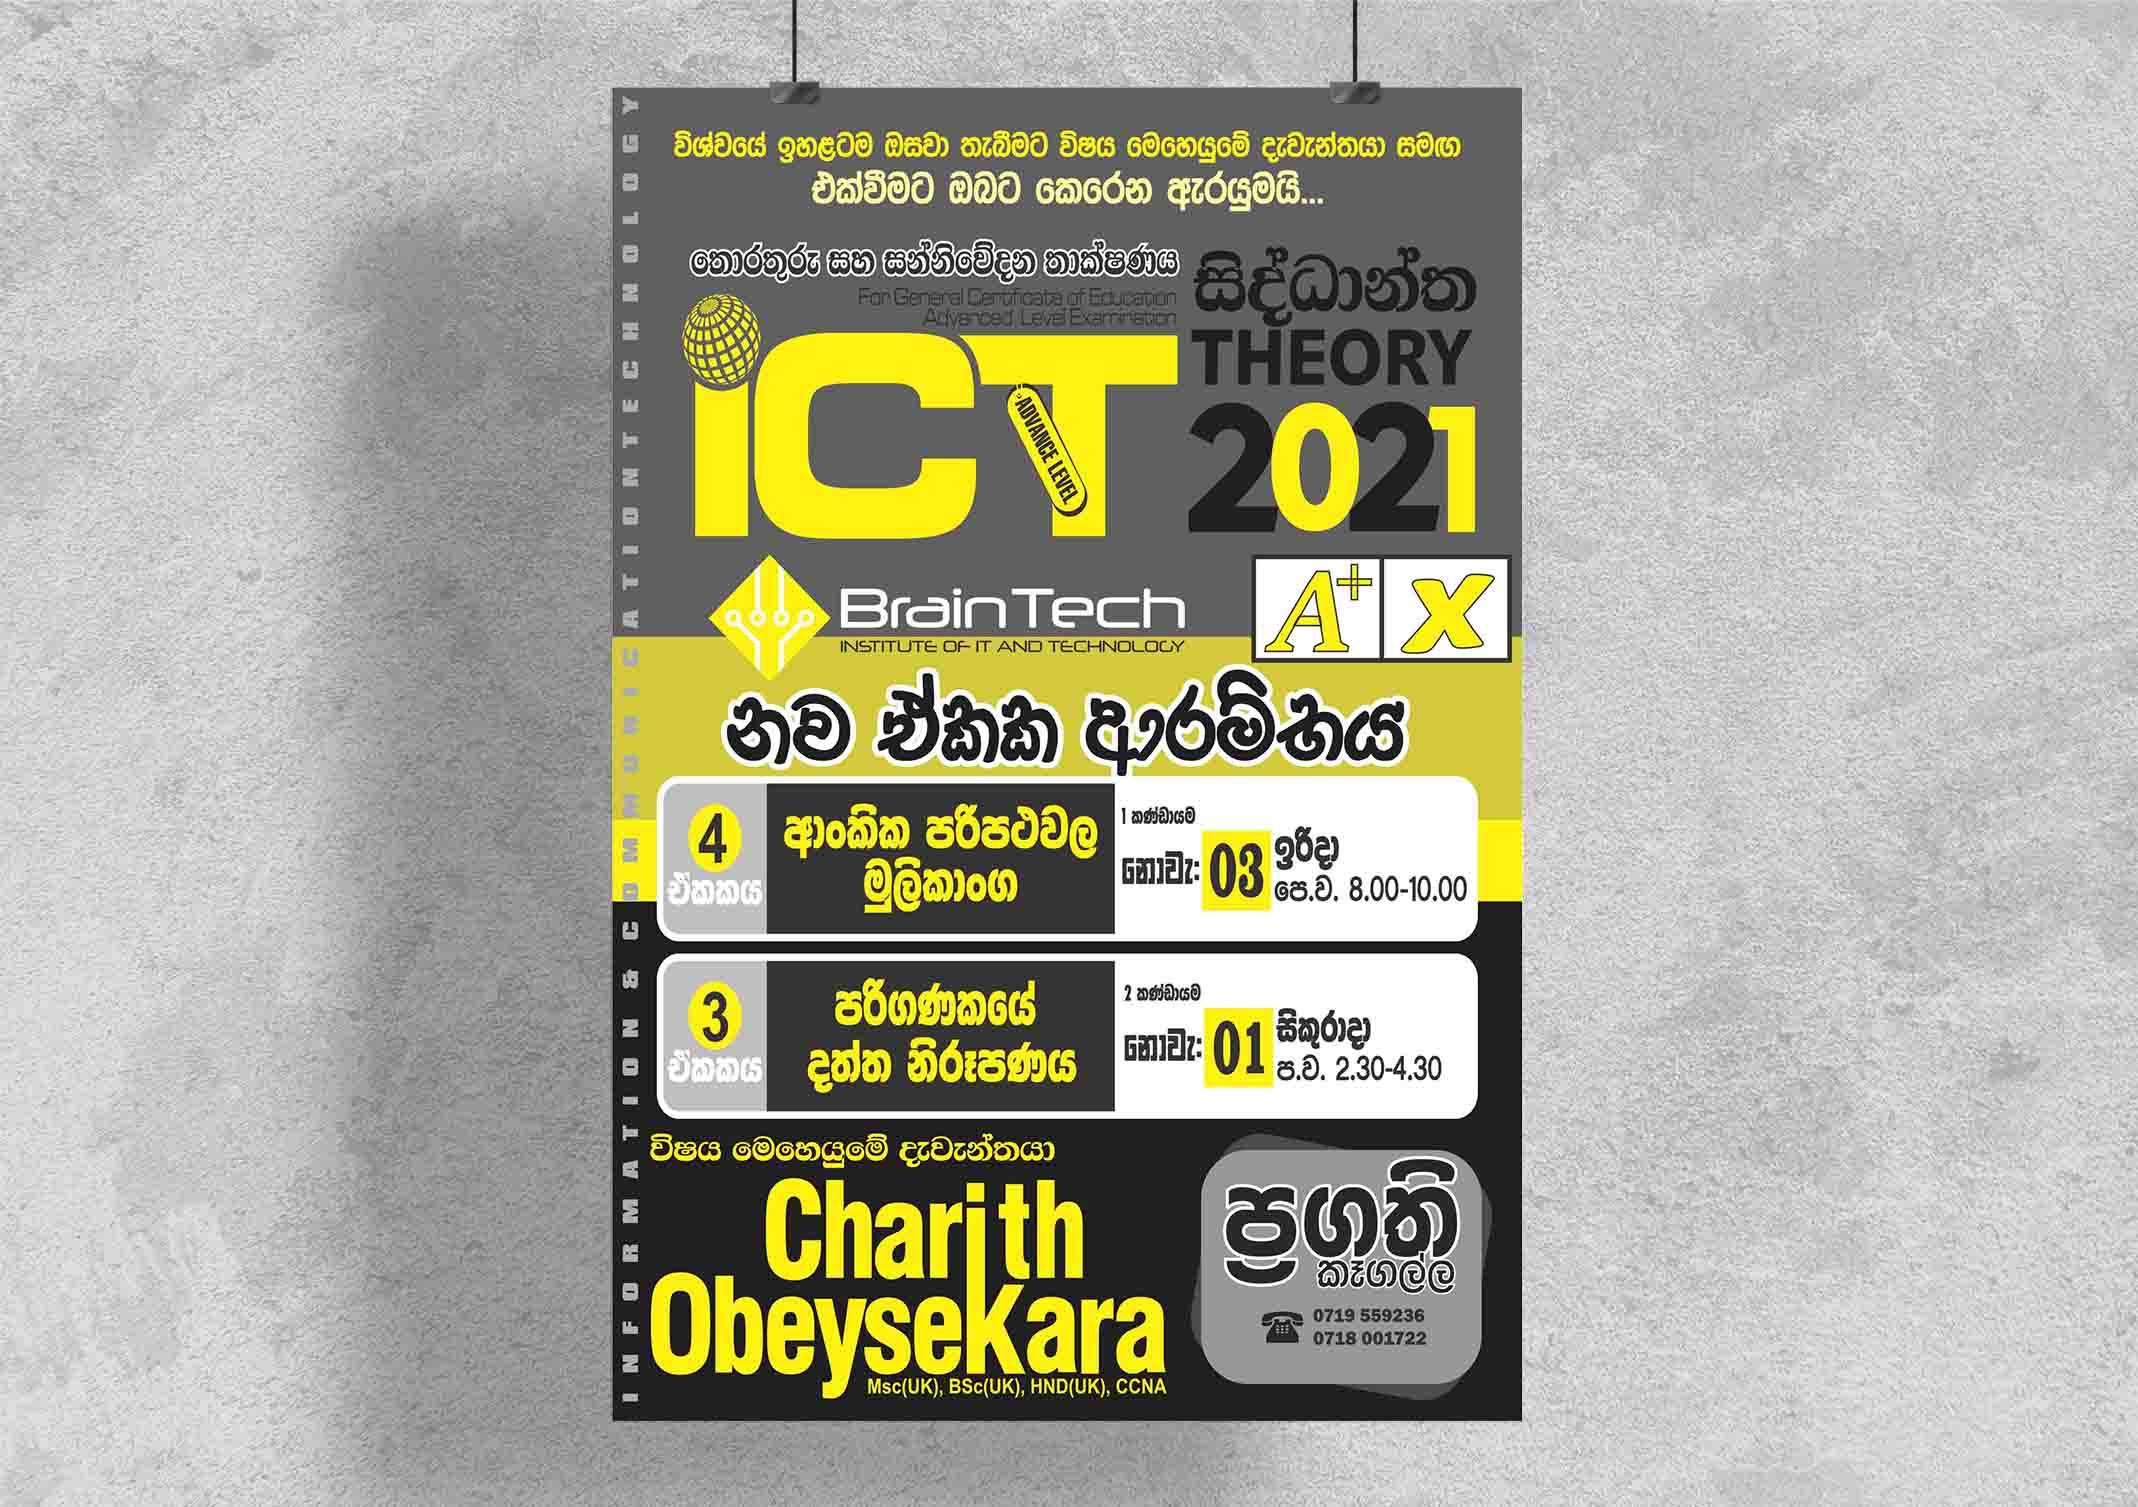 විශ්වයේ ඉහළටම ඔසවා තැබීමට විෂය මෙහෙයුමේ දැවැන්තයා සමඟ
එක්වීමට ඔබට කෙරෙන ඇරයුමයි...
තොරතුරු සහ සන්නිවේදන තාක්ෂණය
For General Certificate of Education
Advanced Level Examination
iCT
ADVANCE LEVEL
සිද්ධාන්ත
THEORY
2021
BrainTech
INSTITUTE OF IT AND TECHNOLOGY
A+ X
නව ඒකක ආරම්භය
4
ඒකකය
ආංකික පරිපථවල
මූලිකාංග
1 කණ්ඩායම
නොවැ: 03 ඉරිදා
පෙ.ව. 8.00-10.00
3
ඒකකය
පරිගණකයේ
දත්ත නිරූපණය
2 කණ්ඩායම
නොවැ: 01 සිකුරාදා
ප.ව. 2.30-4.30
විෂය මෙහෙයුමේ දැවැන්තයා
Charith
Obeysekara
Msc(UK), BSc(UK), HND(UK), CCNA
ප්‍රගති
කෑගල්ල
0719 559236
0718 001722
INFORMATION & COMMUNICATION TECHNOLOGY